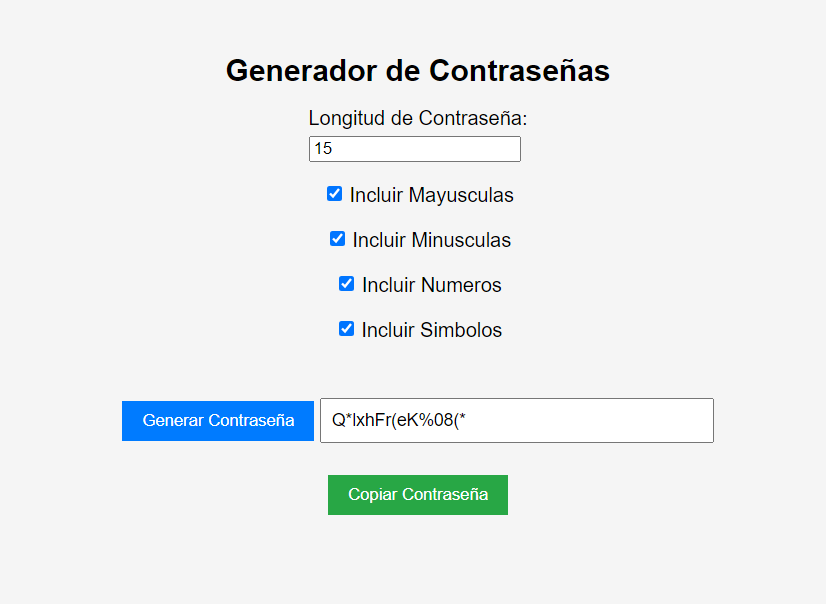 Generador de Contraseñas
Longitud de Contraseña:
15
Incluir Mayusculas
Incluir Minusculas
Incluir Numeros
Incluir Simbolos
Generar Contraseña Q*lxhFr(eK%08(*
Copiar Contraseña